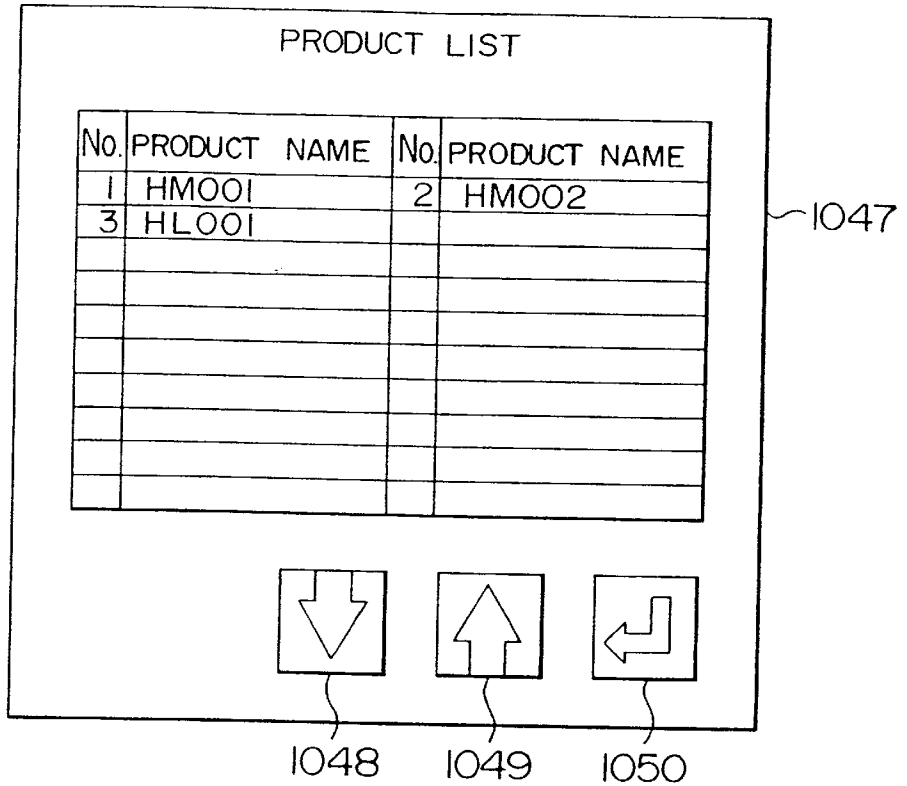 PRODUCT LIST
No. PRODUCT NAME No. PRODUCT NAME
1 HM001 2 HM002
3 HL001
1047
1048 1049 1050